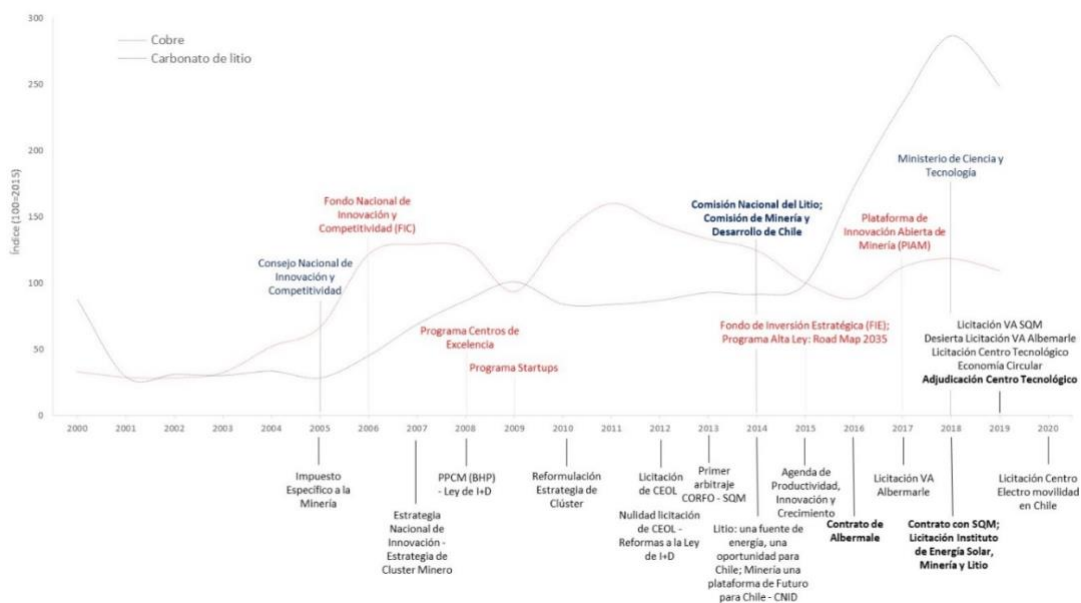 300
250
200
150
100
50
0
Índice (100=2015)
Cobre
Carbonato de litio
Consejo Nacional de
Innovación y
Competitividad
Fondo Nacional de
Innovación y
Competitividad (FIC)
Programa Centros de
Excelencia
Programa Startups
Comisión Nacional del Litio;
Comisión de Minería y
Desarrollo de Chile
Fondo de Inversión Estratégica (FIE);
Programa Alta Ley: Road Map 2035
Plataforma de
Innovación Abierta de
Minería (PIAM)
Ministerio de Ciencia y
Tecnología
Licitación VA SQM
Desierta Licitación VA Albemarle
Licitación Centro Tecnológico
Economía Circular
Adjudicación Centro Tecnológico
2000 2001 2002 2003 2004 2005 2006 2007 2008 2009 2010 2011 2012 2013 2014 2015 2016 2017 2018 2019 2020
Impuesto
Específico a la
Minería
Estrategia
Nacional de
Innovación -
Estrategia de
Cluster Minero
PPCM (BHP)
- Ley de I+D
Reformulación
Estrategia de
Clúster
Licitación
de CEOL
Nulidad licitación
de CEOL -
Reformas a la Ley
de I+D
Primer
arbitraje
CORFO - SQM
Litio: una fuente de
energía, una
oportunidad para
Chile; Minería una
plataforma de Futuro
para Chile - CNID
Agenda de
Productividad,
Innovación y
Crecimiento
Contrato de
Albermale
Licitación VA
Albermarle
Contrato con SQM;
Licitación Instituto
de Energía Solar,
Minería y Litio
Licitación Centro
Electro movilidad
en Chile